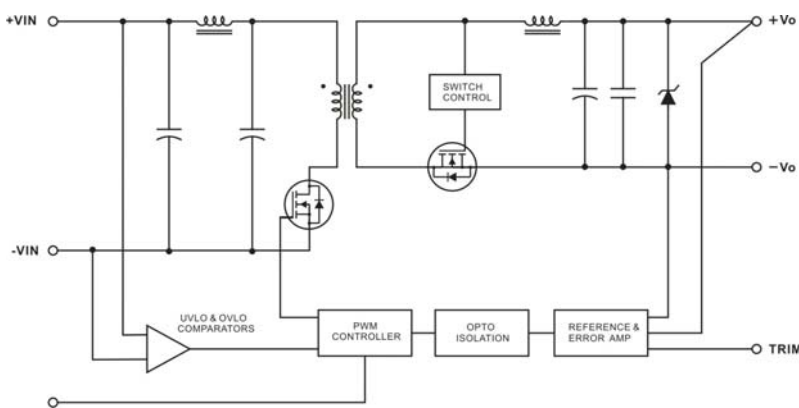 +VIN
+Vo
SWITCH
CONTROL
−Vo
-VIN
UVLO & OVLO
COMPARATORS
PWM
CONTROLLER
OPTO
ISOLATION
REFERENCE &
ERROR AMP
TRIM